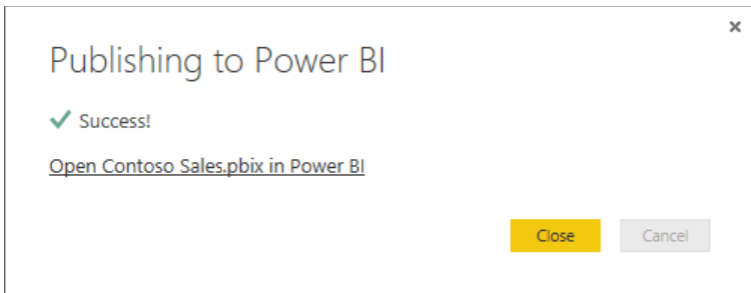 Publishing to Power BI
Success!
Open Contoso Sales.pbix in Power BI
Close
Cancel